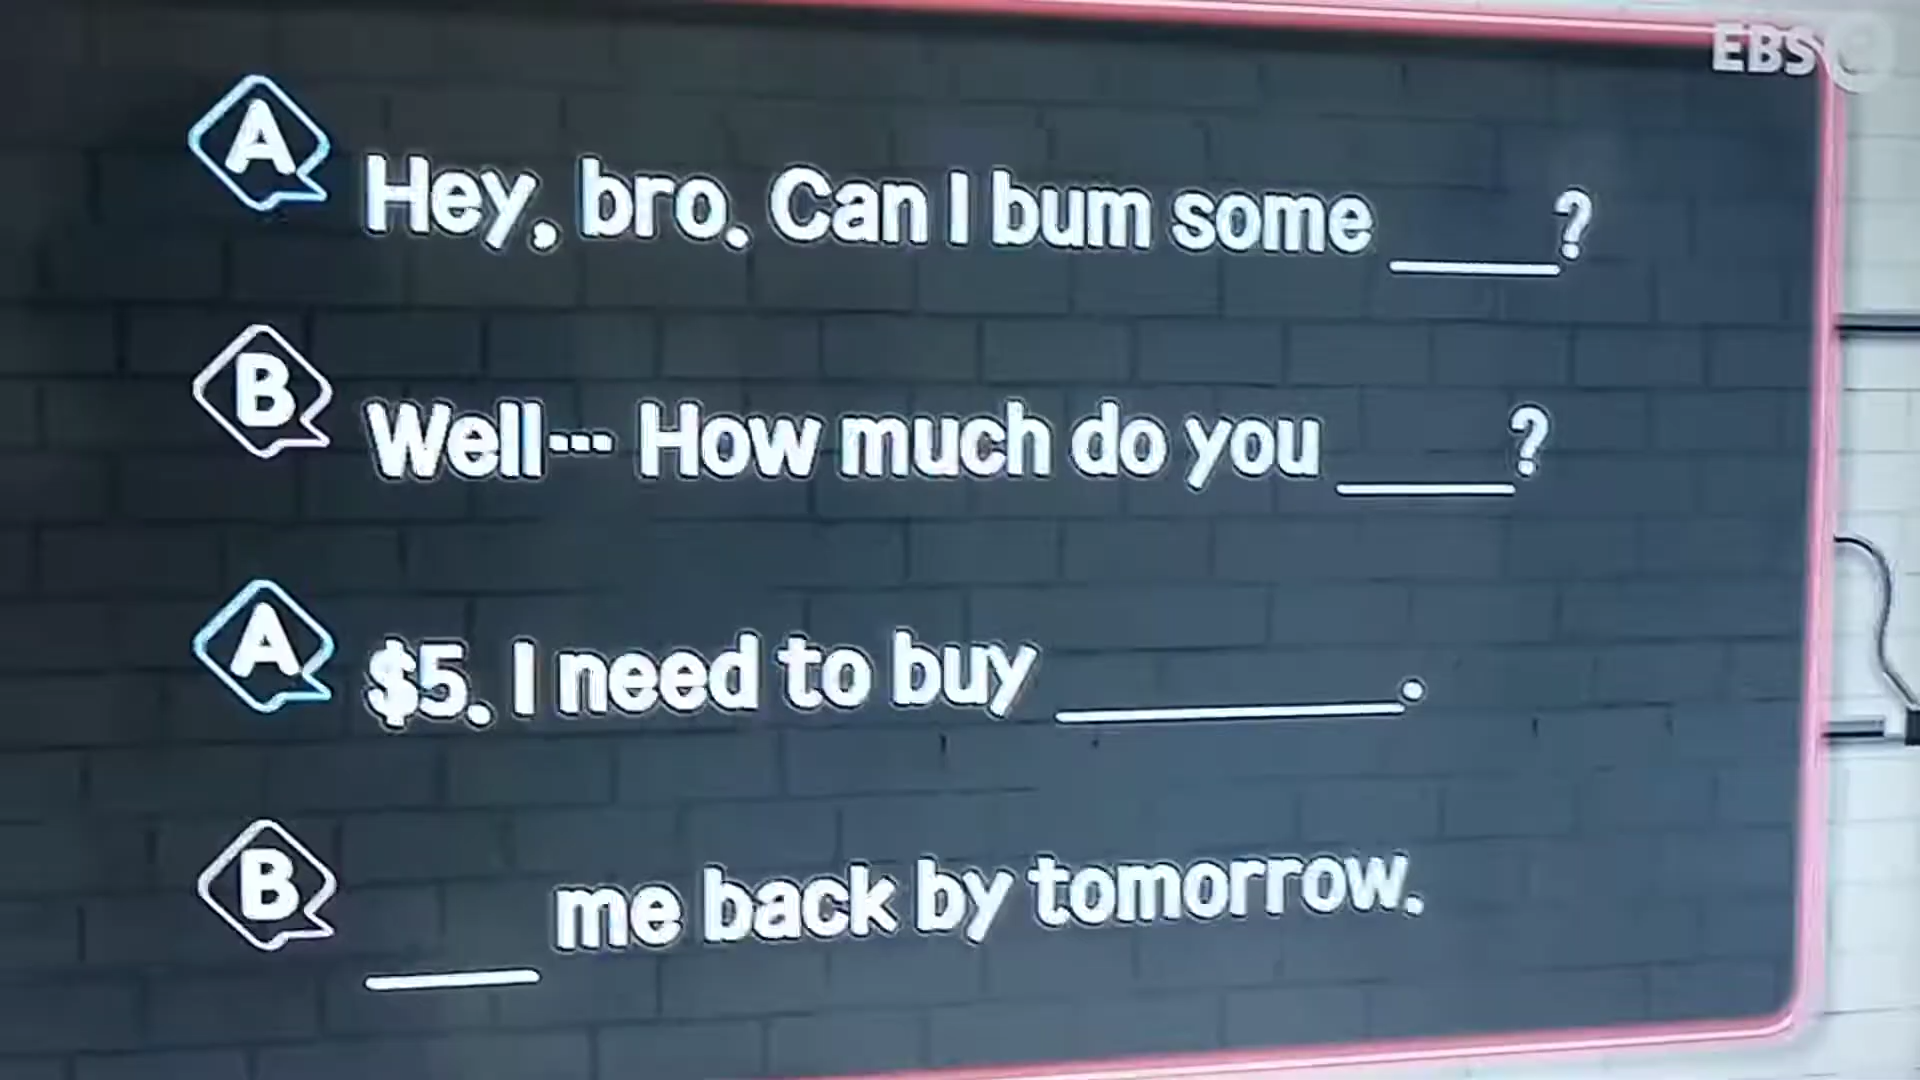 EBS e
A Hey, bro. Can I bum some ____?
B Well… How much do you ____?
A $5. I need to buy ________.
B ____ me back by tomorrow.